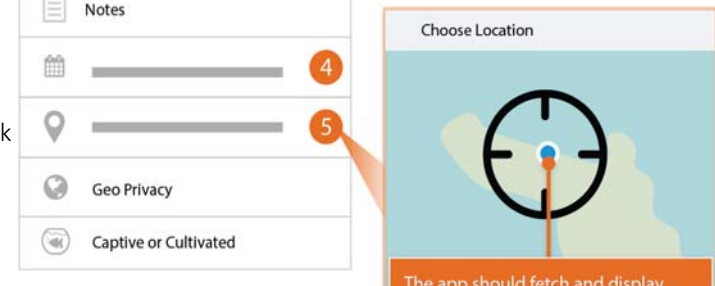 Notes
4
k
5
Geo Privacy
Captive or Cultivated
Choose Location
The app should fetch and display